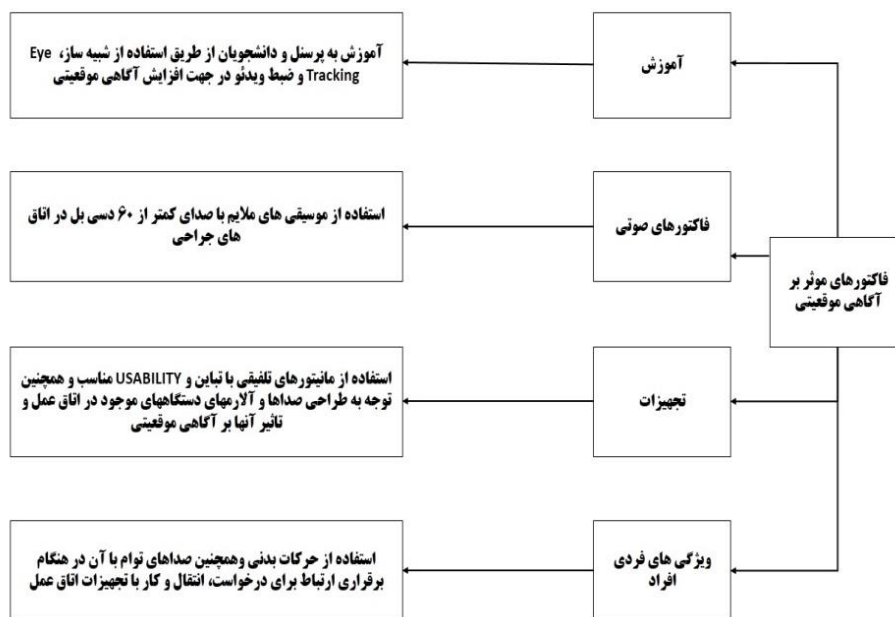 آموزش به پرسنل و دانشجویان از طریق استفاده از شبیه ساز، Eye
Tracking و ضبط ویدئو در جهت افزایش آگاهی موقعیتی
آموزش
استفاده از موسیقی های ملایم با صدای کمتر از ۶۰ دسی بل در اتاق
های جراحی
فاکتورهای صوتی
فاکتورهای موثر بر
آگاهی موقعیتی
استفاده از مانیتورهای تلفیقی با تباین و USABILITY مناسب و همچنین
توجه به طراحی صداها و آلارمهای دستگاههای موجود در اتاق عمل و
تاثیر آنها بر آگاهی موقعیتی
تجهیزات
استفاده از حرکات بدنی وهمچنین صداهای توام با آن در هنگام
برقراری ارتباط برای درخواست، انتقال و کار با تجهیزات اتاق عمل
ویژگی های فردی
افراد